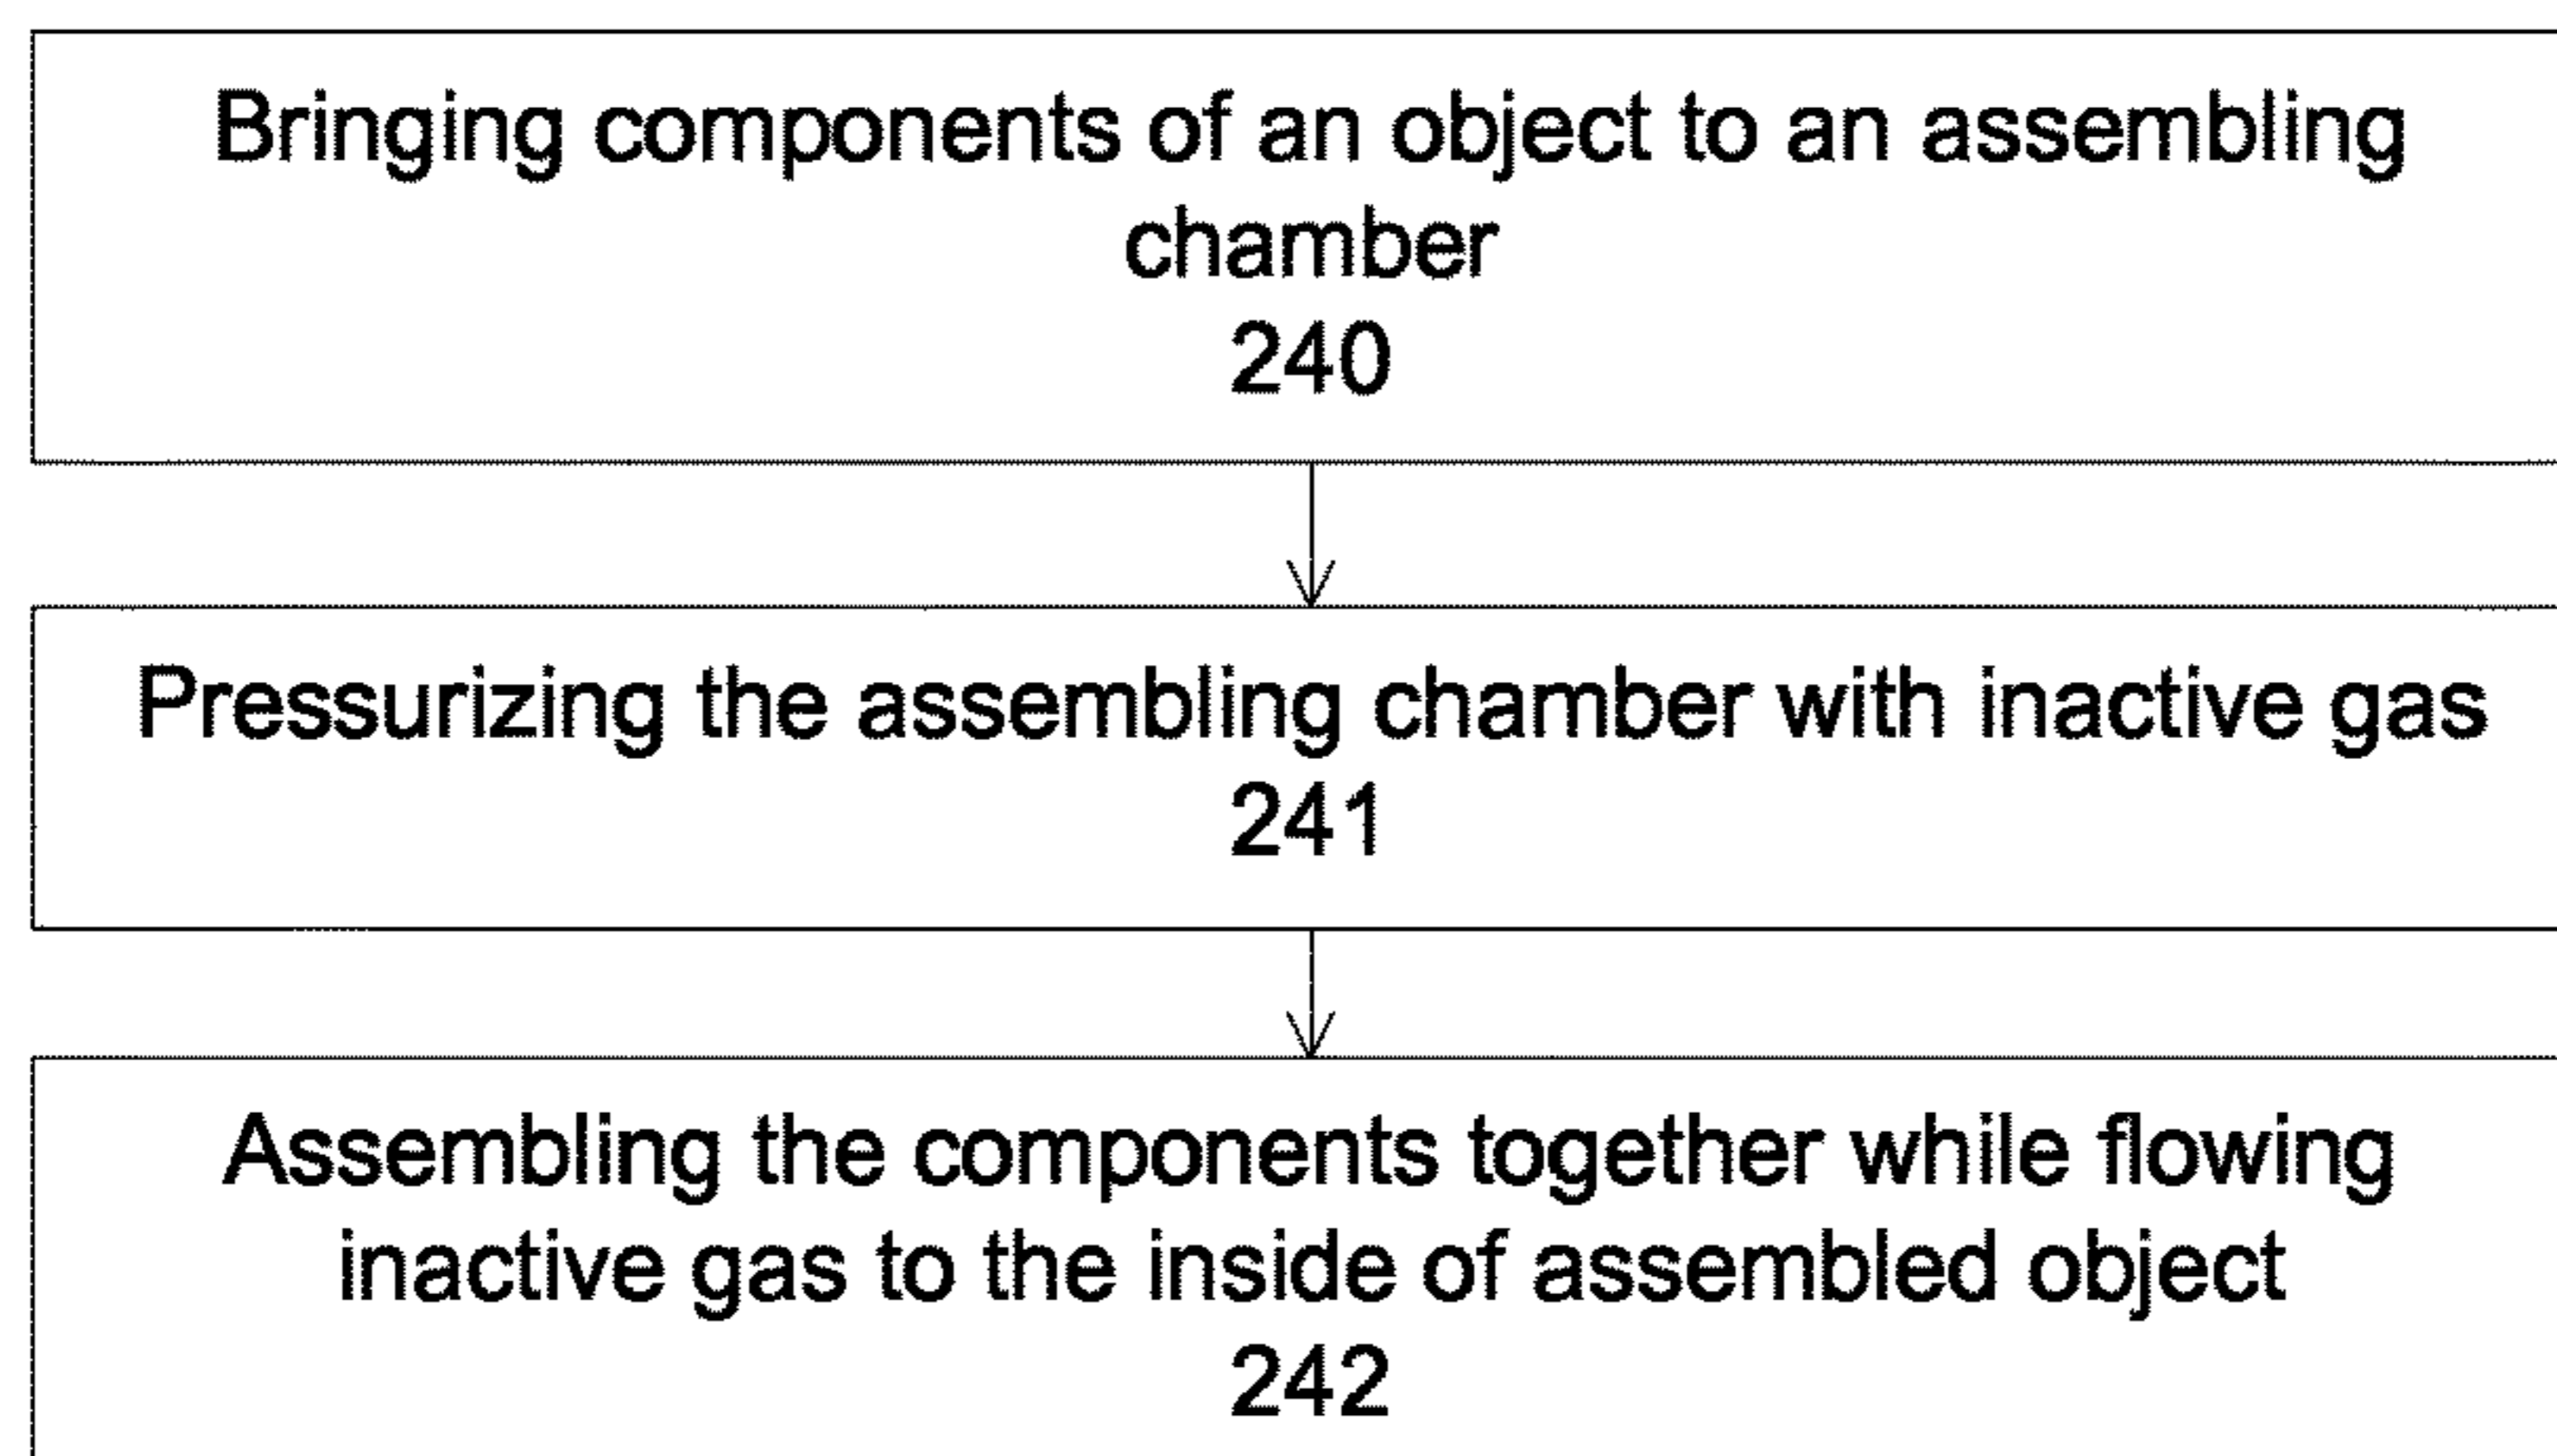 Bringing components of an object to an assembling
chamber
240
Pressurizing the assembling chamber with inactive gas
241
Assembling the components together while flowing
inactive gas to the inside of assembled object
242